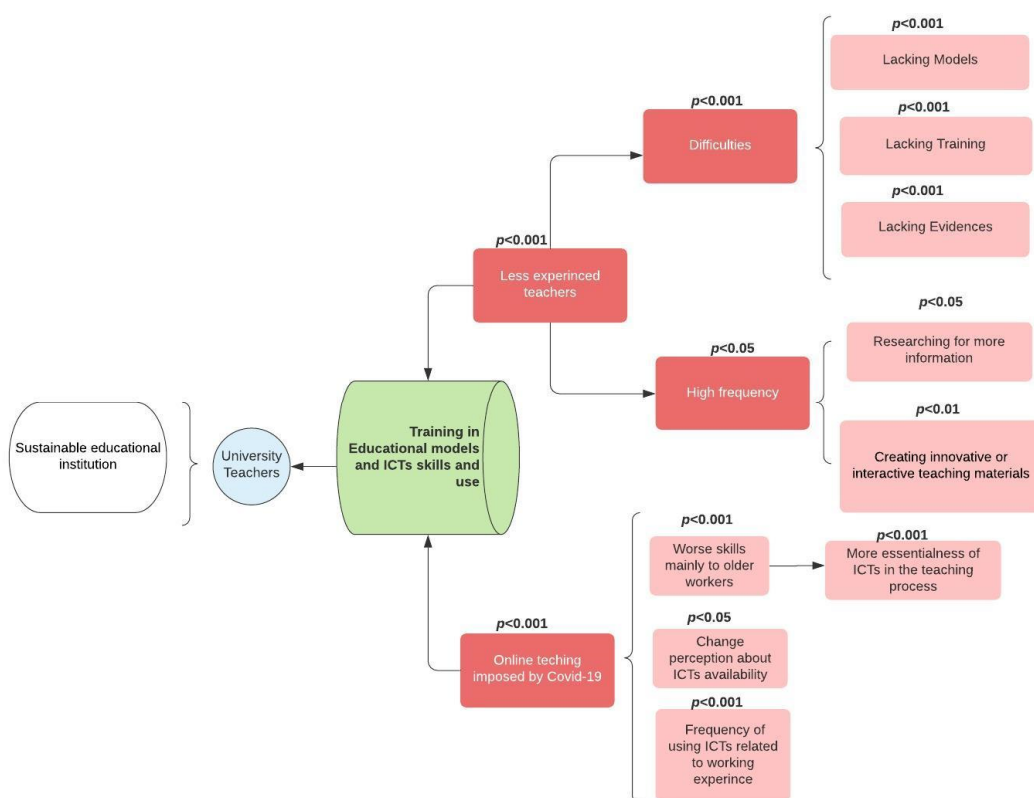 p<0.001
Lacking Models
p<0.001
Difficulties
p<0.001
Lacking Training
p<0.001
Lacking Evidences
p<0.001
Less experinced
teachers
p<0.05
High frequency
p<0.05
Researching for more
information
p<0.01
Creating innovative or
interactive teaching materials
Sustainable educational
institution
University
Teachers
Training in
Educational models
and ICTs skills and
use
p<0.001
Online teching
imposed by Covid-19
p<0.001
Worse skills
mainly to older
workers
p<0.001
More essentialness of
ICTs in the teaching
process
p<0.05
Change
perception about
ICTs availability
p<0.001
Frequency of
using ICTs related
to working
experince